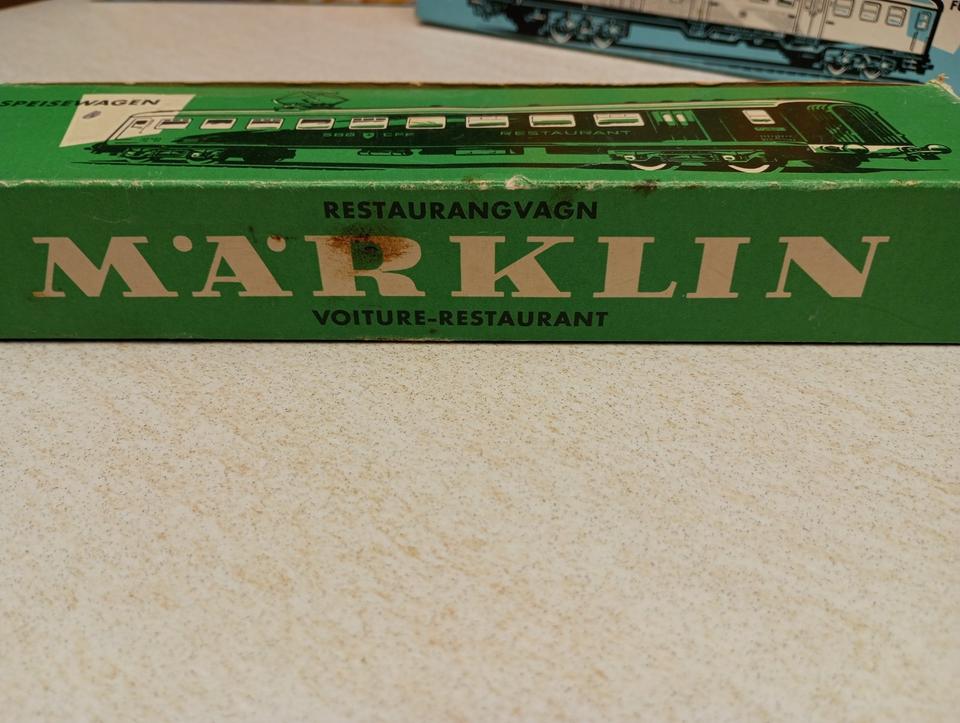 SPEISEWAGEN
SBB CFF RESTAURANT
RESTAURANGVAGN
MÄRKLIN
VOITURE-RESTAURANT